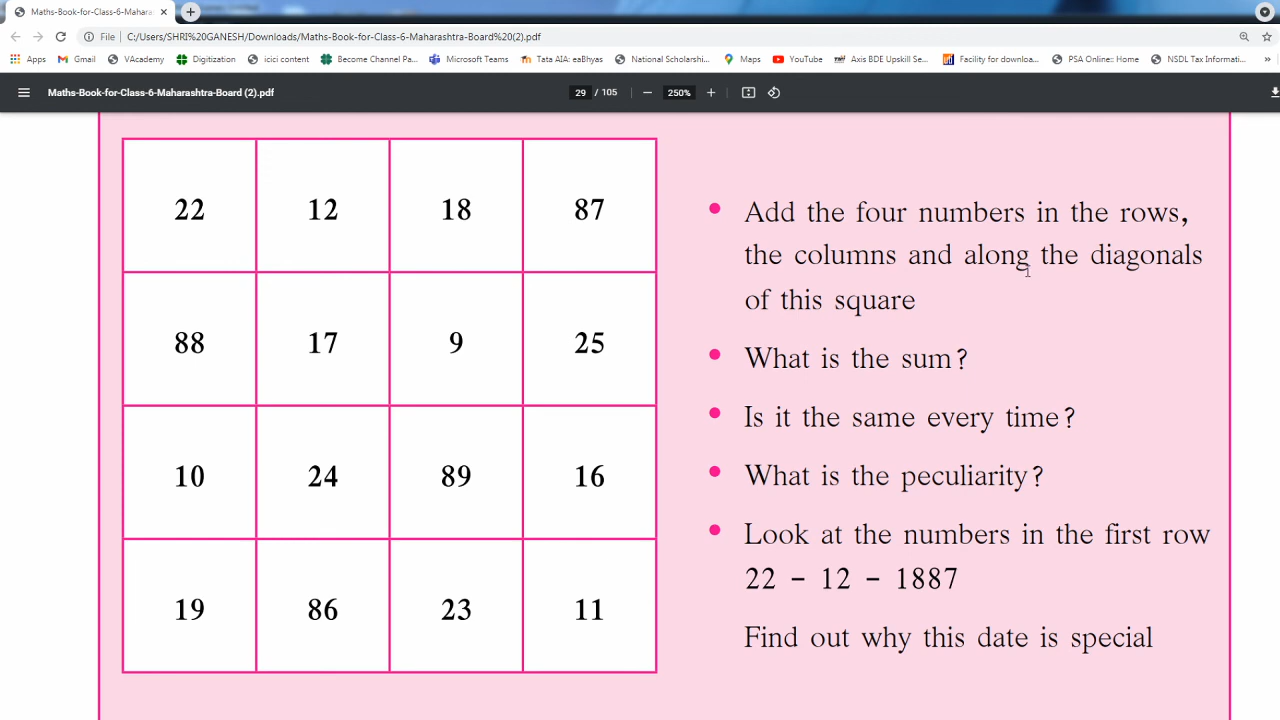 Maths-Book-for-Class-6-Mahara
File C:/Users/SHRI%20GANESH/Downloads/Maths-Book-for-Class-6-Maharashtra-Board%20(2).pdf
Apps Gmail VAcademy Digitization icici content Become Channel Pa... Microsoft Teams Tata AIA: eaBhyas National Scholarshi... Maps YouTube Axis BDE Upskill Se... Facility for downloa... PSA Online:: Home NSDL Tax Informati... »
Maths-Book-for-Class-6-Maharashtra-Board (2).pdf 29 / 105 — 250% +
22 12 18 87
88 17 9 25
10 24 89 16
19 86 23 11
• Add the four numbers in the rows,
the columns and along the diagonals
of this square
• What is the sum?
• Is it the same every time?
• What is the peculiarity?
• Look at the numbers in the first row
22 - 12 - 1887
Find out why this date is special